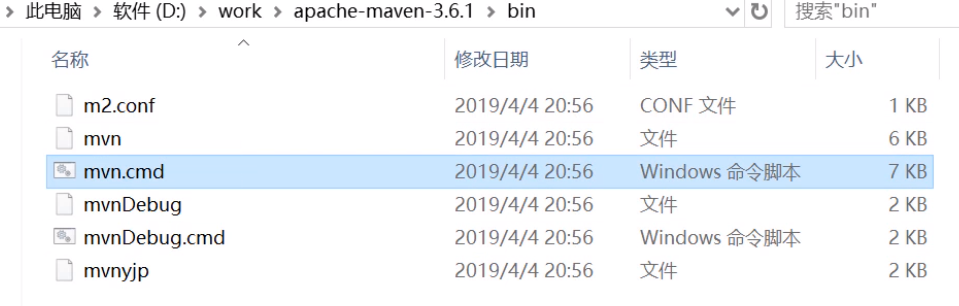 此电脑 > 软件 (D:) > work > apache-maven-3.6.1 > bin 搜索"bin"
名称 修改日期 类型 大小
m2.conf 2019/4/4 20:56 CONF 文件 1 KB
mvn 2019/4/4 20:56 文件 6 KB
mvn.cmd 2019/4/4 20:56 Windows 命令脚本 7 KB
mvnDebug 2019/4/4 20:56 文件 2 KB
mvnDebug.cmd 2019/4/4 20:56 Windows 命令脚本 2 KB
mvnyjp 2019/4/4 20:56 文件 2 KB